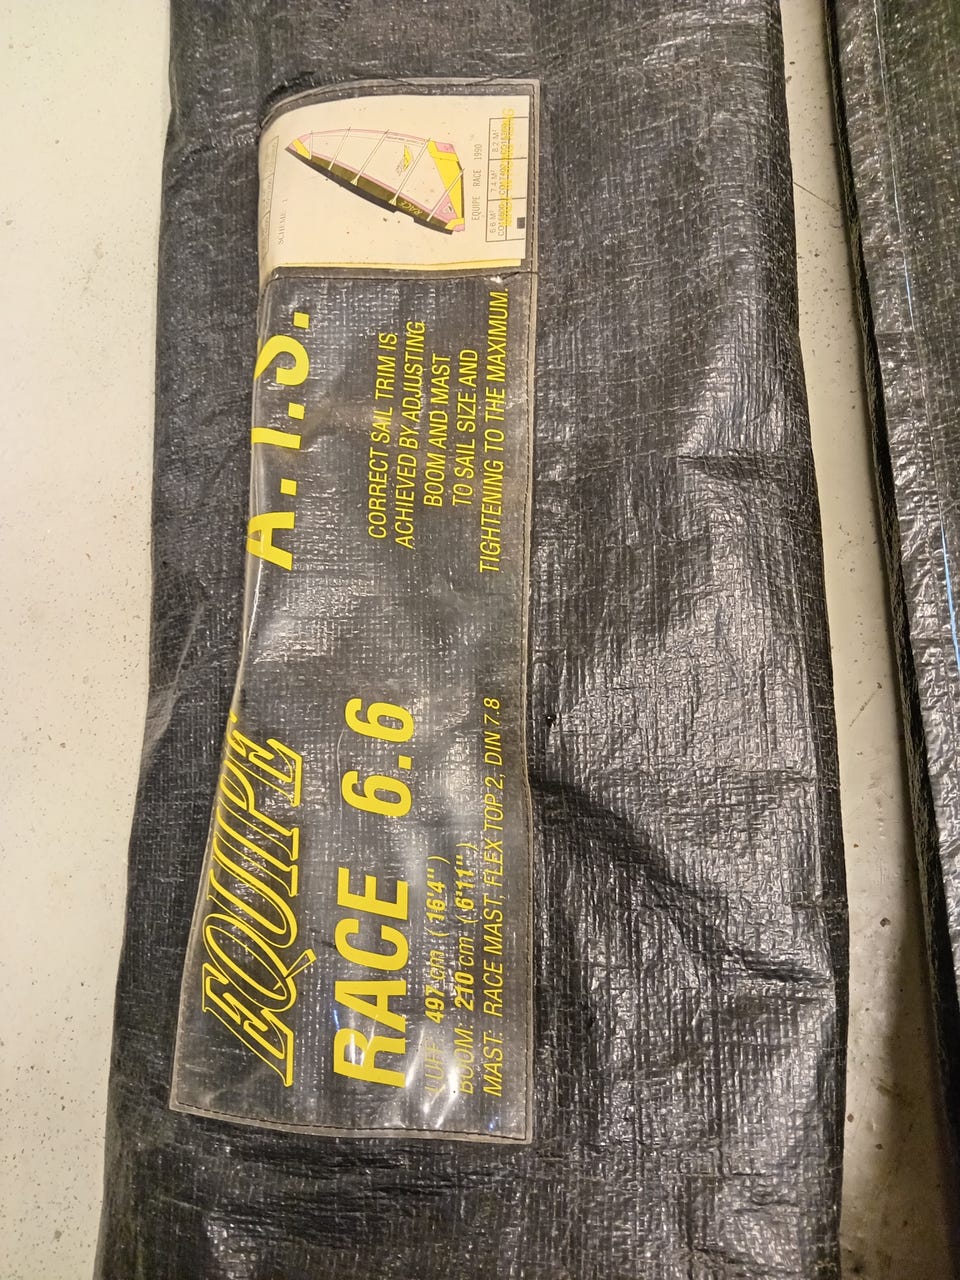 EQUIPE
RACE 6.6
LUFF: 497 cm (16'4")
BOOM: 210 cm (6'11")
MAST: RACE MAST, FLEX TOP 2, DIN 7.8
A.T.S.
CORRECT SAIL TRIM IS
ACHIEVED BY ADJUSTING
BOOM AND MAST
TO SAIL SIZE AND
TIGHTENING TO THE MAXIMUM.
SCHEME: 1
RACE
EQUIPE RACE 1990
6.6 M² 7.4 M² 8.2 M²